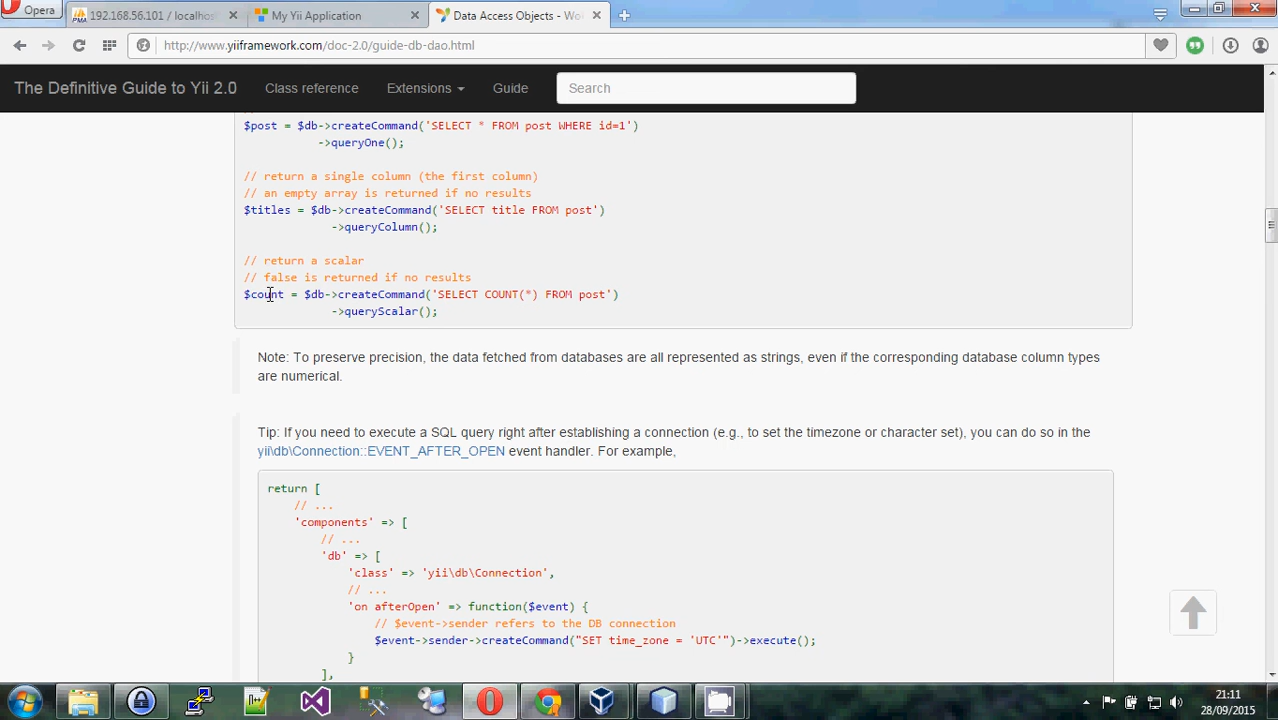 Opera
192.168.56.101 / localhos
My Yii Application
Data Access Objects - Wo
http://www.yiiframework.com/doc-2.0/guide-db-dao.html
The Definitive Guide to Yii 2.0
Class reference
Extensions
Guide
Search
$post = $db->createCommand('SELECT * FROM post WHERE id=1')
->queryOne();
// return a single column (the first column)
// an empty array is returned if no results
$titles = $db->createCommand('SELECT title FROM post')
->queryColumn();
// return a scalar
// false is returned if no results
$count = $db->createCommand('SELECT COUNT(*) FROM post')
->queryScalar();
Note: To preserve precision, the data fetched from databases are all represented as strings, even if the corresponding database column types
are numerical.
Tip: If you need to execute a SQL query right after establishing a connection (e.g., to set the timezone or character set), you can do so in the
yii\db\Connection::EVENT_AFTER_OPEN event handler. For example,
return [
// ...
'components' => [
// ...
'db' => [
'class' => 'yii\db\Connection',
// ...
'on afterOpen' => function($event) {
// $event->sender refers to the DB connection
$event->sender->createCommand("SET time_zone = 'UTC'")->execute();
}
],
21:11
28/09/2015